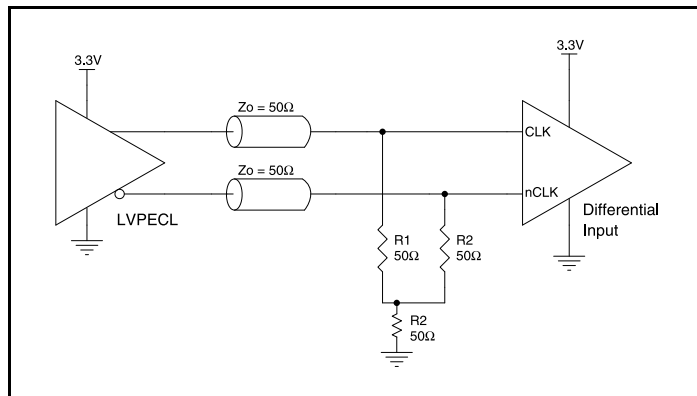 3.3V
3.3V
Zo = 50Ω
CLK
Zo = 50Ω
nCLK
LVPECL
Differential
Input
R1
50Ω
R2
50Ω
R2
50Ω